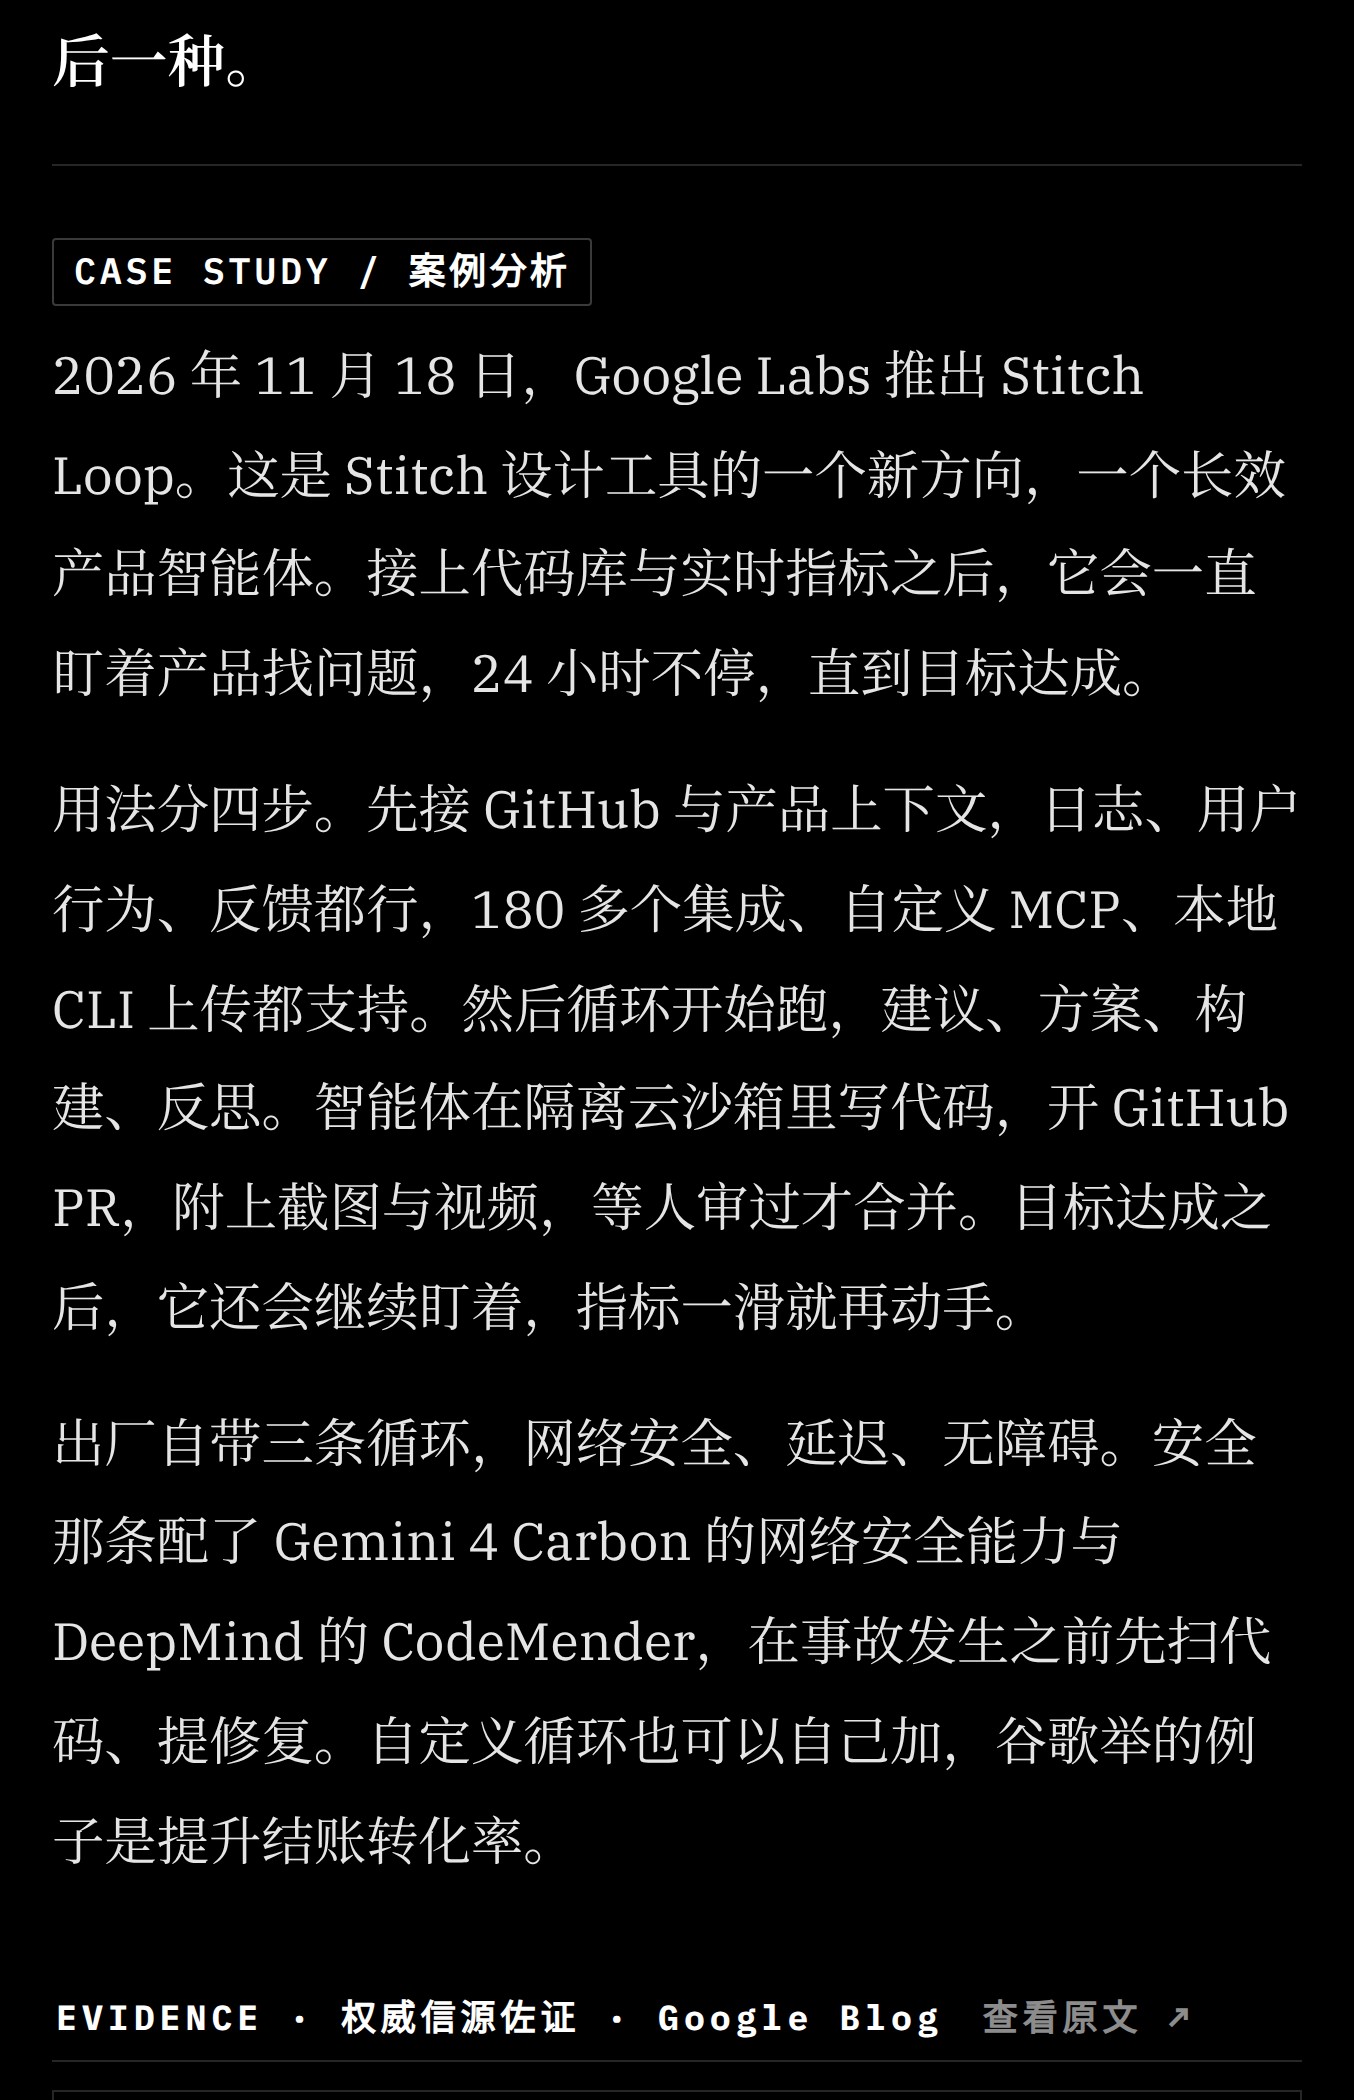 后一种。
CASE STUDY / 案例分析
2026 年 11 月 18 日，Google Labs 推出 Stitch
Loop。这是 Stitch 设计工具的一个新方向，一个长效
产品智能体。接上代码库与实时指标之后，它会一直
盯着产品找问题，24 小时不停，直到目标达成。
用法分四步。先接 GitHub 与产品上下文，日志、用户
行为、反馈都行，180 多个集成、自定义 MCP、本地
CLI 上传都支持。然后循环开始跑，建议、方案、构
建、反思。智能体在隔离云沙箱里写代码，开 GitHub
PR，附上截图与视频，等人审过才合并。目标达成之
后，它还会继续盯着，指标一滑就再动手。
出厂自带三条循环，网络安全、延迟、无障碍。安全
那条配了 Gemini 4 Carbon 的网络安全能力与
DeepMind 的 CodeMender，在事故发生之前先扫代
码、提修复。自定义循环也可以自己加，谷歌举的例
子是提升结账转化率。
EVIDENCE · 权威信源佐证 · Google Blog 查看原文 ↗